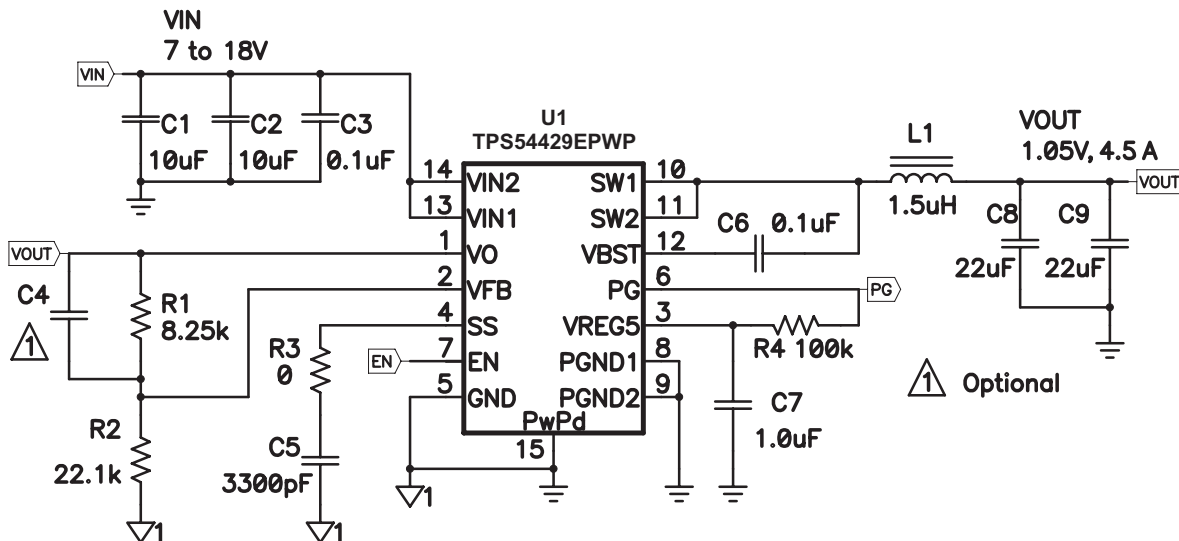 VIN
7 to 18V
VIN
C1
10uF
C2
10uF
C3
0.1uF
U1
TPS54429EPWP
14
VIN2
13
VIN1
1
VO
2
VFB
4
SS
7
EN
5
GND
SW1
10
SW2
11
VBST
12
PG
6
VREG5
3
PGND1
8
PGND2
9
PwPd
15
L1
1.5uH
VOUT
1.05V, 4.5 A
VOUT
C6
0.1uF
C8
22uF
C9
22uF
PG
R4 100k
C7
1.0uF
1 Optional
VOUT
C4
1
R1
8.25k
R2
22.1k
R3
0
EN
C5
3300pF
1
1
1